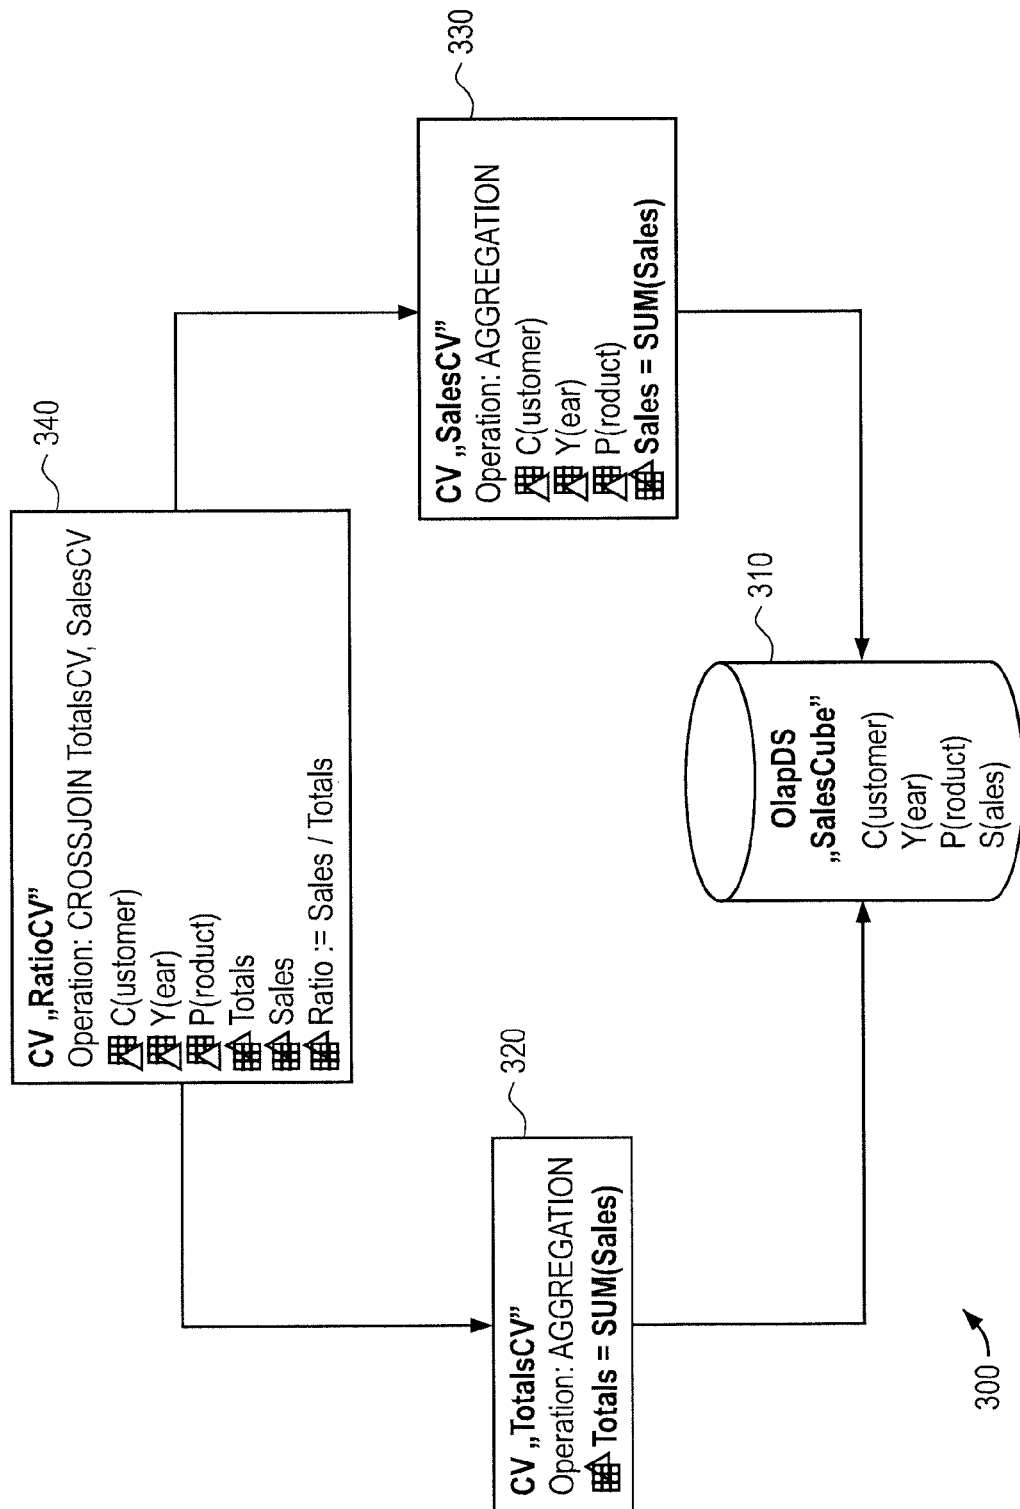 340
CV „RatioCV”
Operation: CROSSJOIN TotalsCV, SalesCV
C(ustomer)
Y(ear)
P(roduct)
Totals
Sales
Ratio := Sales / Totals
320
CV „TotalsCV”
Operation: AGGREGATION
Totals = SUM(Sales)
330
CV „SalesCV”
Operation: AGGREGATION
C(ustomer)
Y(ear)
P(roduct)
Sales = SUM(Sales)
310
OlapDS
„SalesCube”
C(ustomer)
Y(ear)
P(roduct)
S(ales)
300